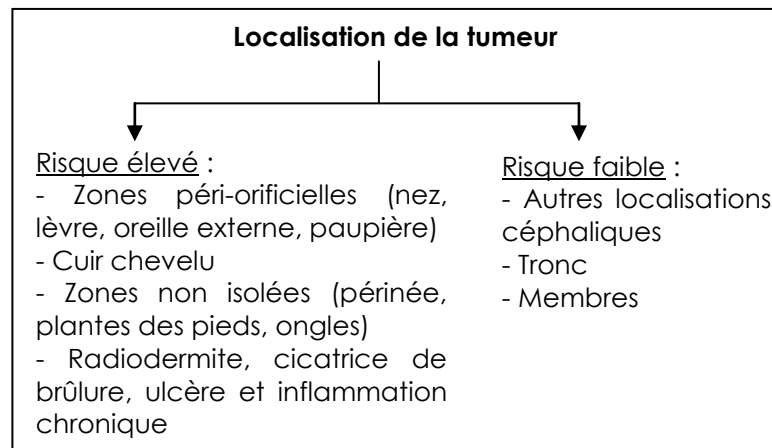 Localisation de la tumeur
Risque élevé :
- Zones péri-orificielles (nez,
lèvre, oreille externe, paupière)
- Cuir chevelu
- Zones non isolées (périnée,
plantes des pieds, ongles)
- Radiodermite, cicatrice de
brûlure, ulcère et inflammation
chronique
Risque faible :
- Autres localisations
céphaliques
- Tronc
- Membres